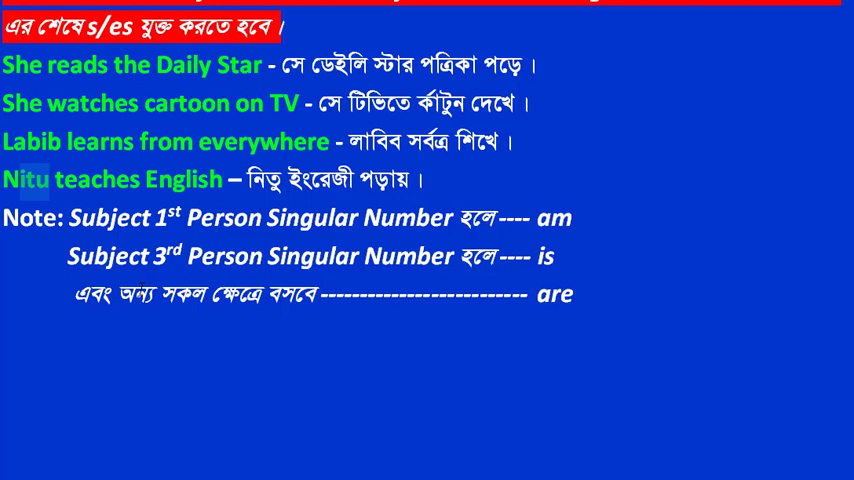 এর শেষে s/es যুক্ত করতে হবে ।
She reads the Daily Star - সে ডেইলি স্টার পত্রিকা পড়ে ।
She watches cartoon on TV - সে টিভিতে র্কাটুন দেখে ।
Labib learns from everywhere - লাবিব সর্বত্র শিখে ।
Nitu teaches English – নিতু ইংরেজী পড়ায় ।
Note: Subject 1st Person Singular Number হলে ---- am
Subject 3rd Person Singular Number হলে ---- is
এবং অন্য সকল ক্ষেত্রে বসবে --------------------------- are